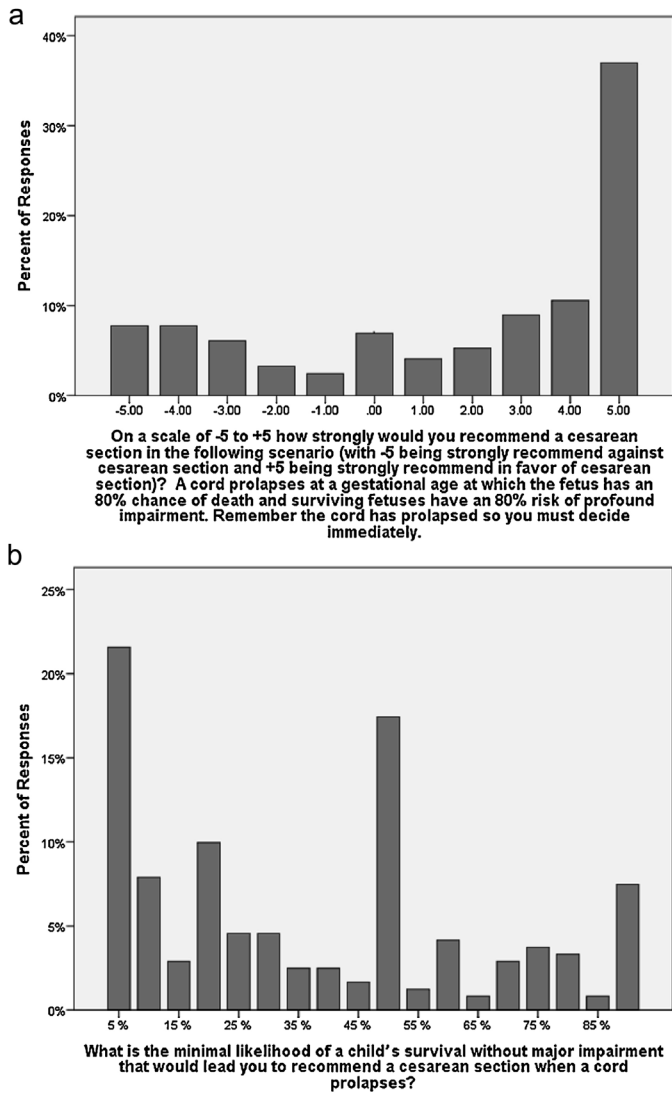 a
40%
30%
20%
10%
0%
Percent of Responses
-5.00 -4.00 -3.00 -2.00 -1.00 .00 1.00 2.00 3.00 4.00 5.00
On a scale of -5 to +5 how strongly would you recommend a cesarean
section in the following scenario (with -5 being strongly recommend against
cesarean section and +5 being strongly recommend in favor of cesarean
section)? A cord prolapses at a gestational age at which the fetus has an
80% chance of death and surviving fetuses have an 80% risk of profound
impairment. Remember the cord has prolapsed so you must decide
immediately.
b
25%
20%
15%
10%
5%
0%
Percent of Responses
5 % 15 % 25 % 35 % 45 % 55 % 65 % 75 % 85 %
What is the minimal likelihood of a child's survival without major impairment
that would lead you to recommend a cesarean section when a cord
prolapses?